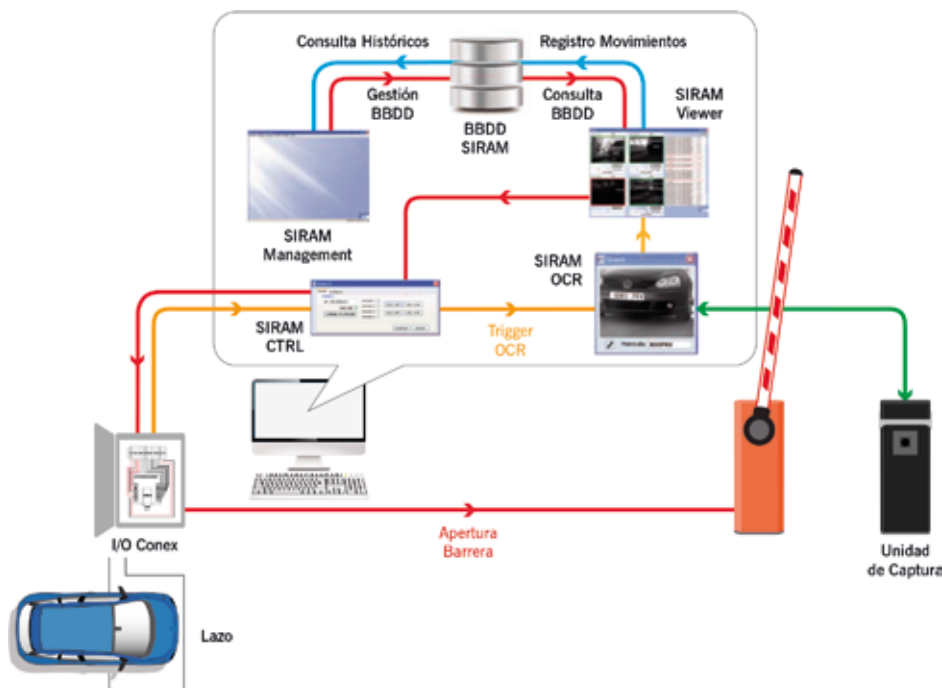 Consulta Históricos
Registro Movimientos
Gestión
BBDD
Consulta
BBDD
BBDD
SIRAM
SIRAM
Viewer
SIRAM
Management
SIRAM
OCR
SIRAM
CTRL
Trigger
OCR
I/O Conex
Apertura
Barrera
Unidad
de Captura
Lazo